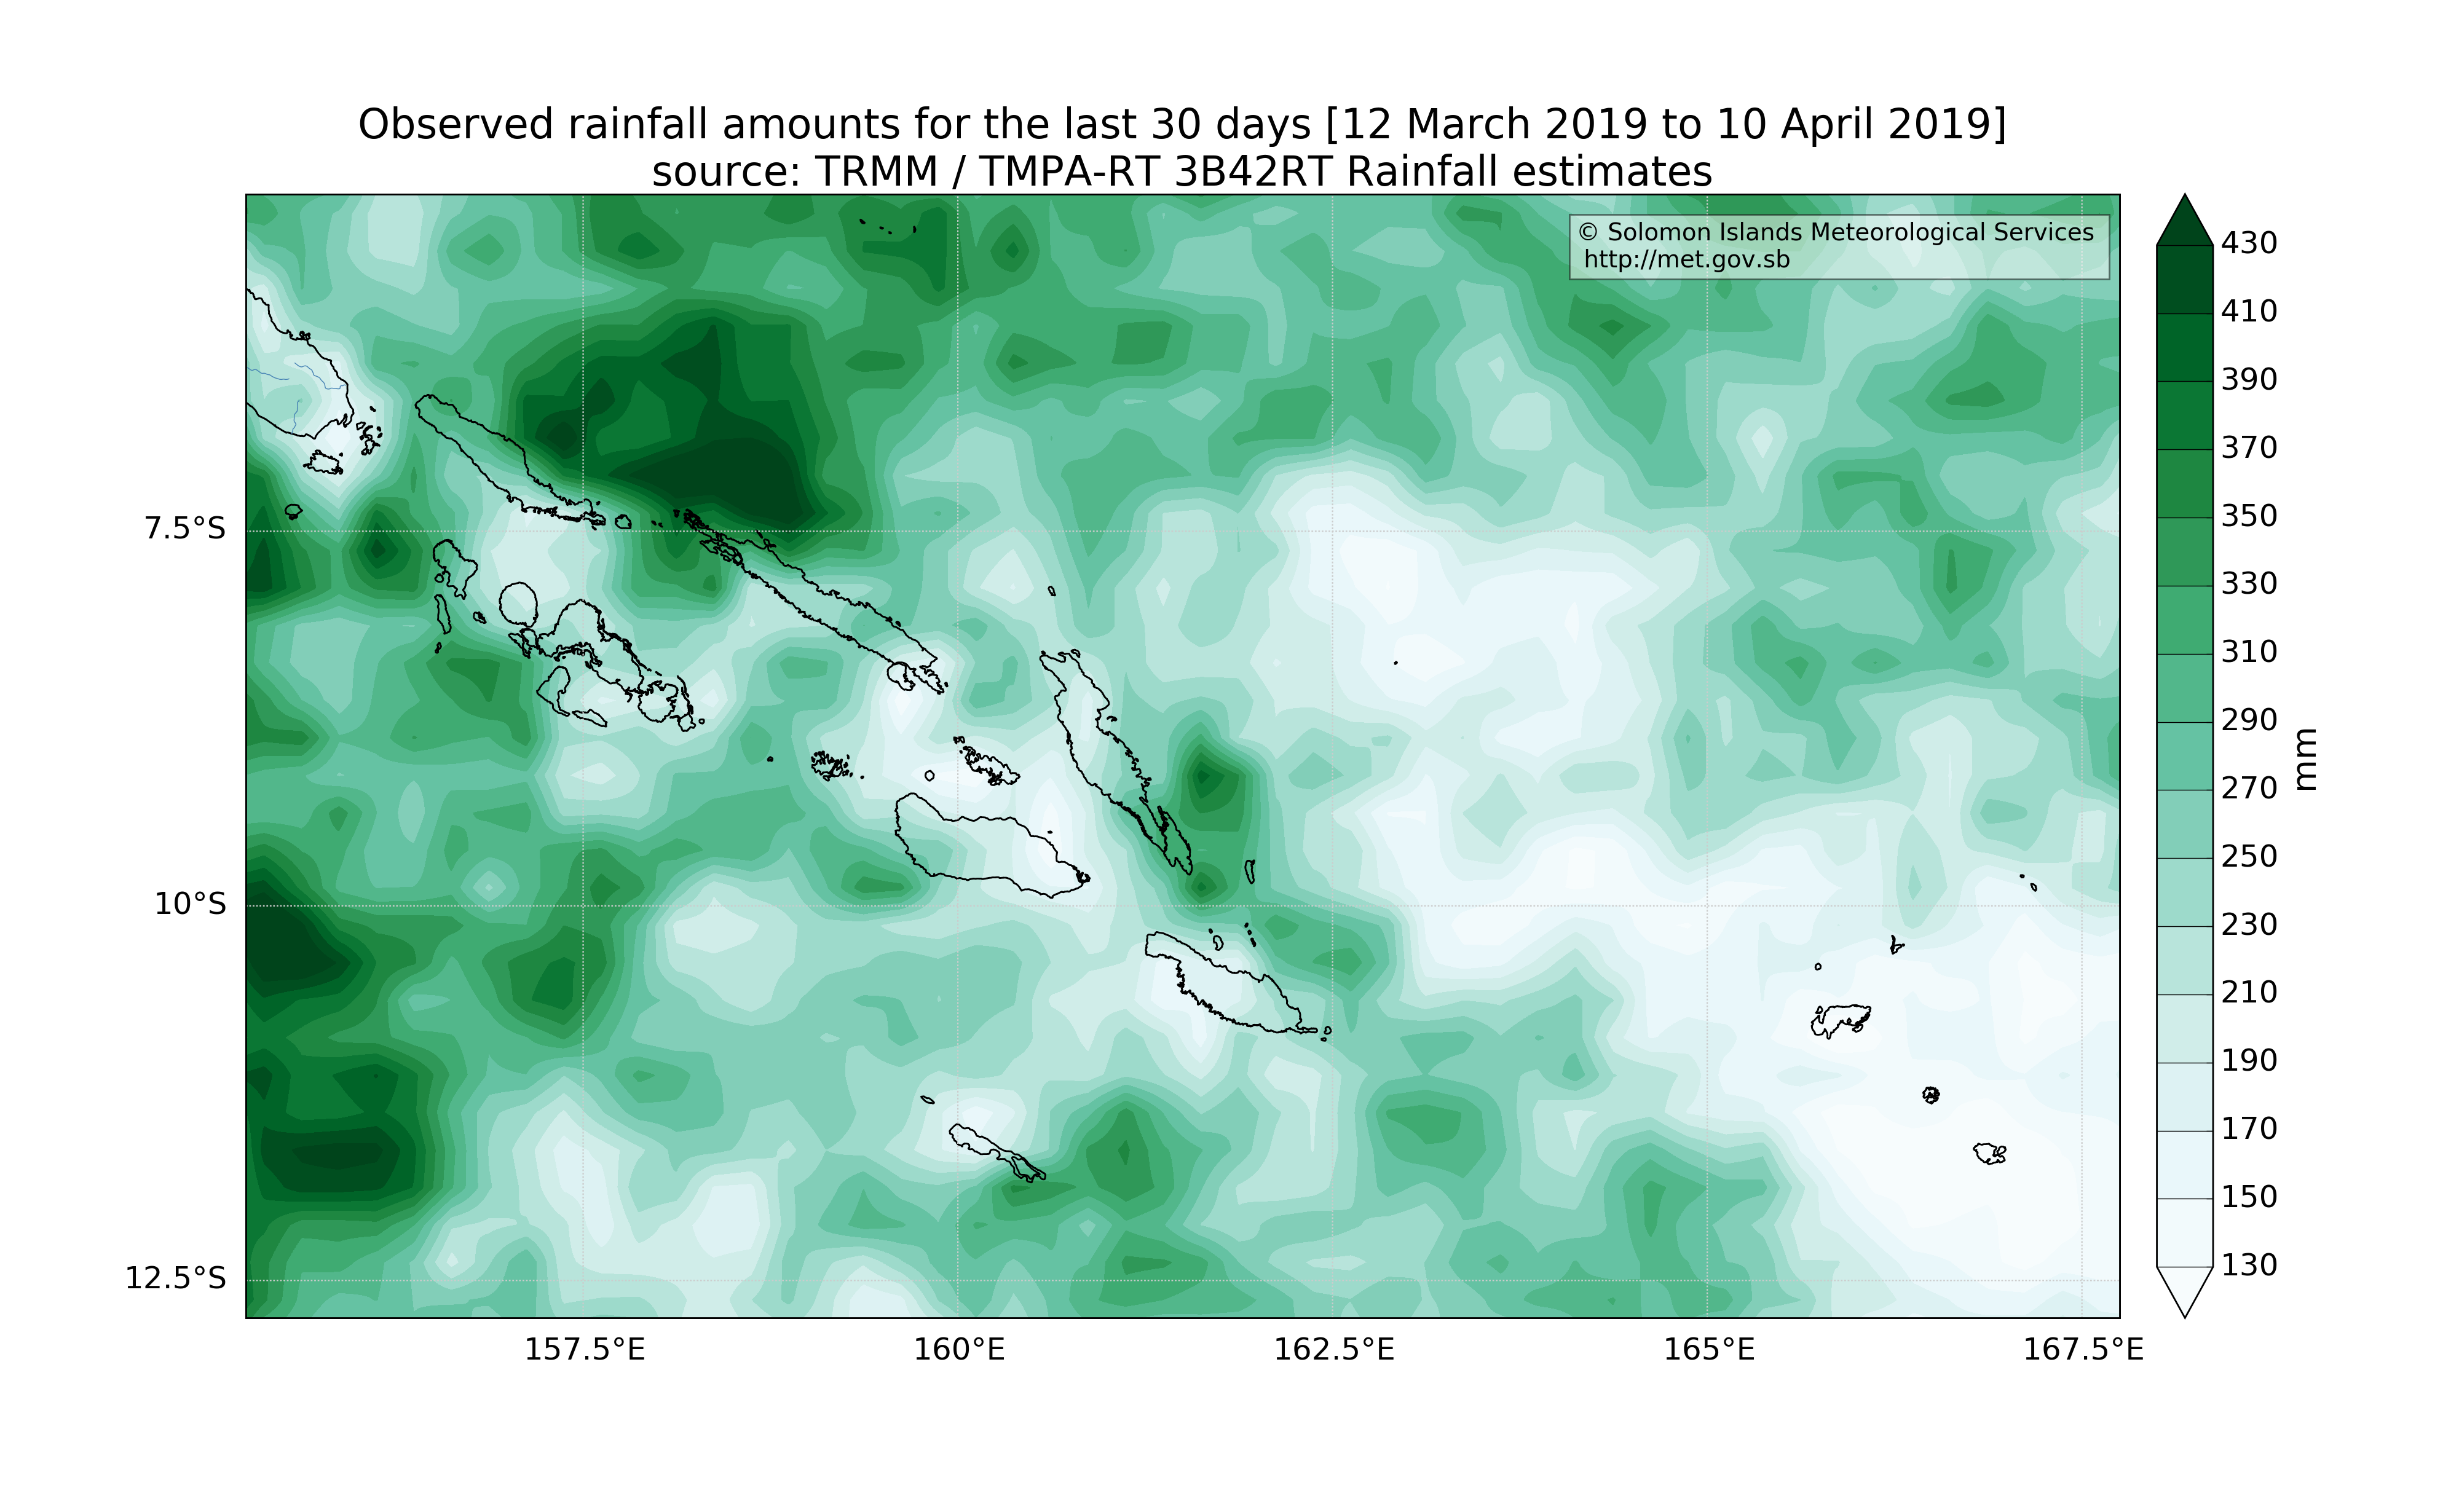 Observed rainfall amounts for the last 30 days [12 March 2019 to 10 April 2019]
source: TRMM / TMPA-RT 3B42RT Rainfall estimates
© Solomon Islands Meteorological Services
http://met.gov.sb
7.5°S
10°S
12.5°S
157.5°E
160°E
162.5°E
165°E
167.5°E
430
410
390
370
350
330
310
290
270
250
230
210
190
170
150
130
mm